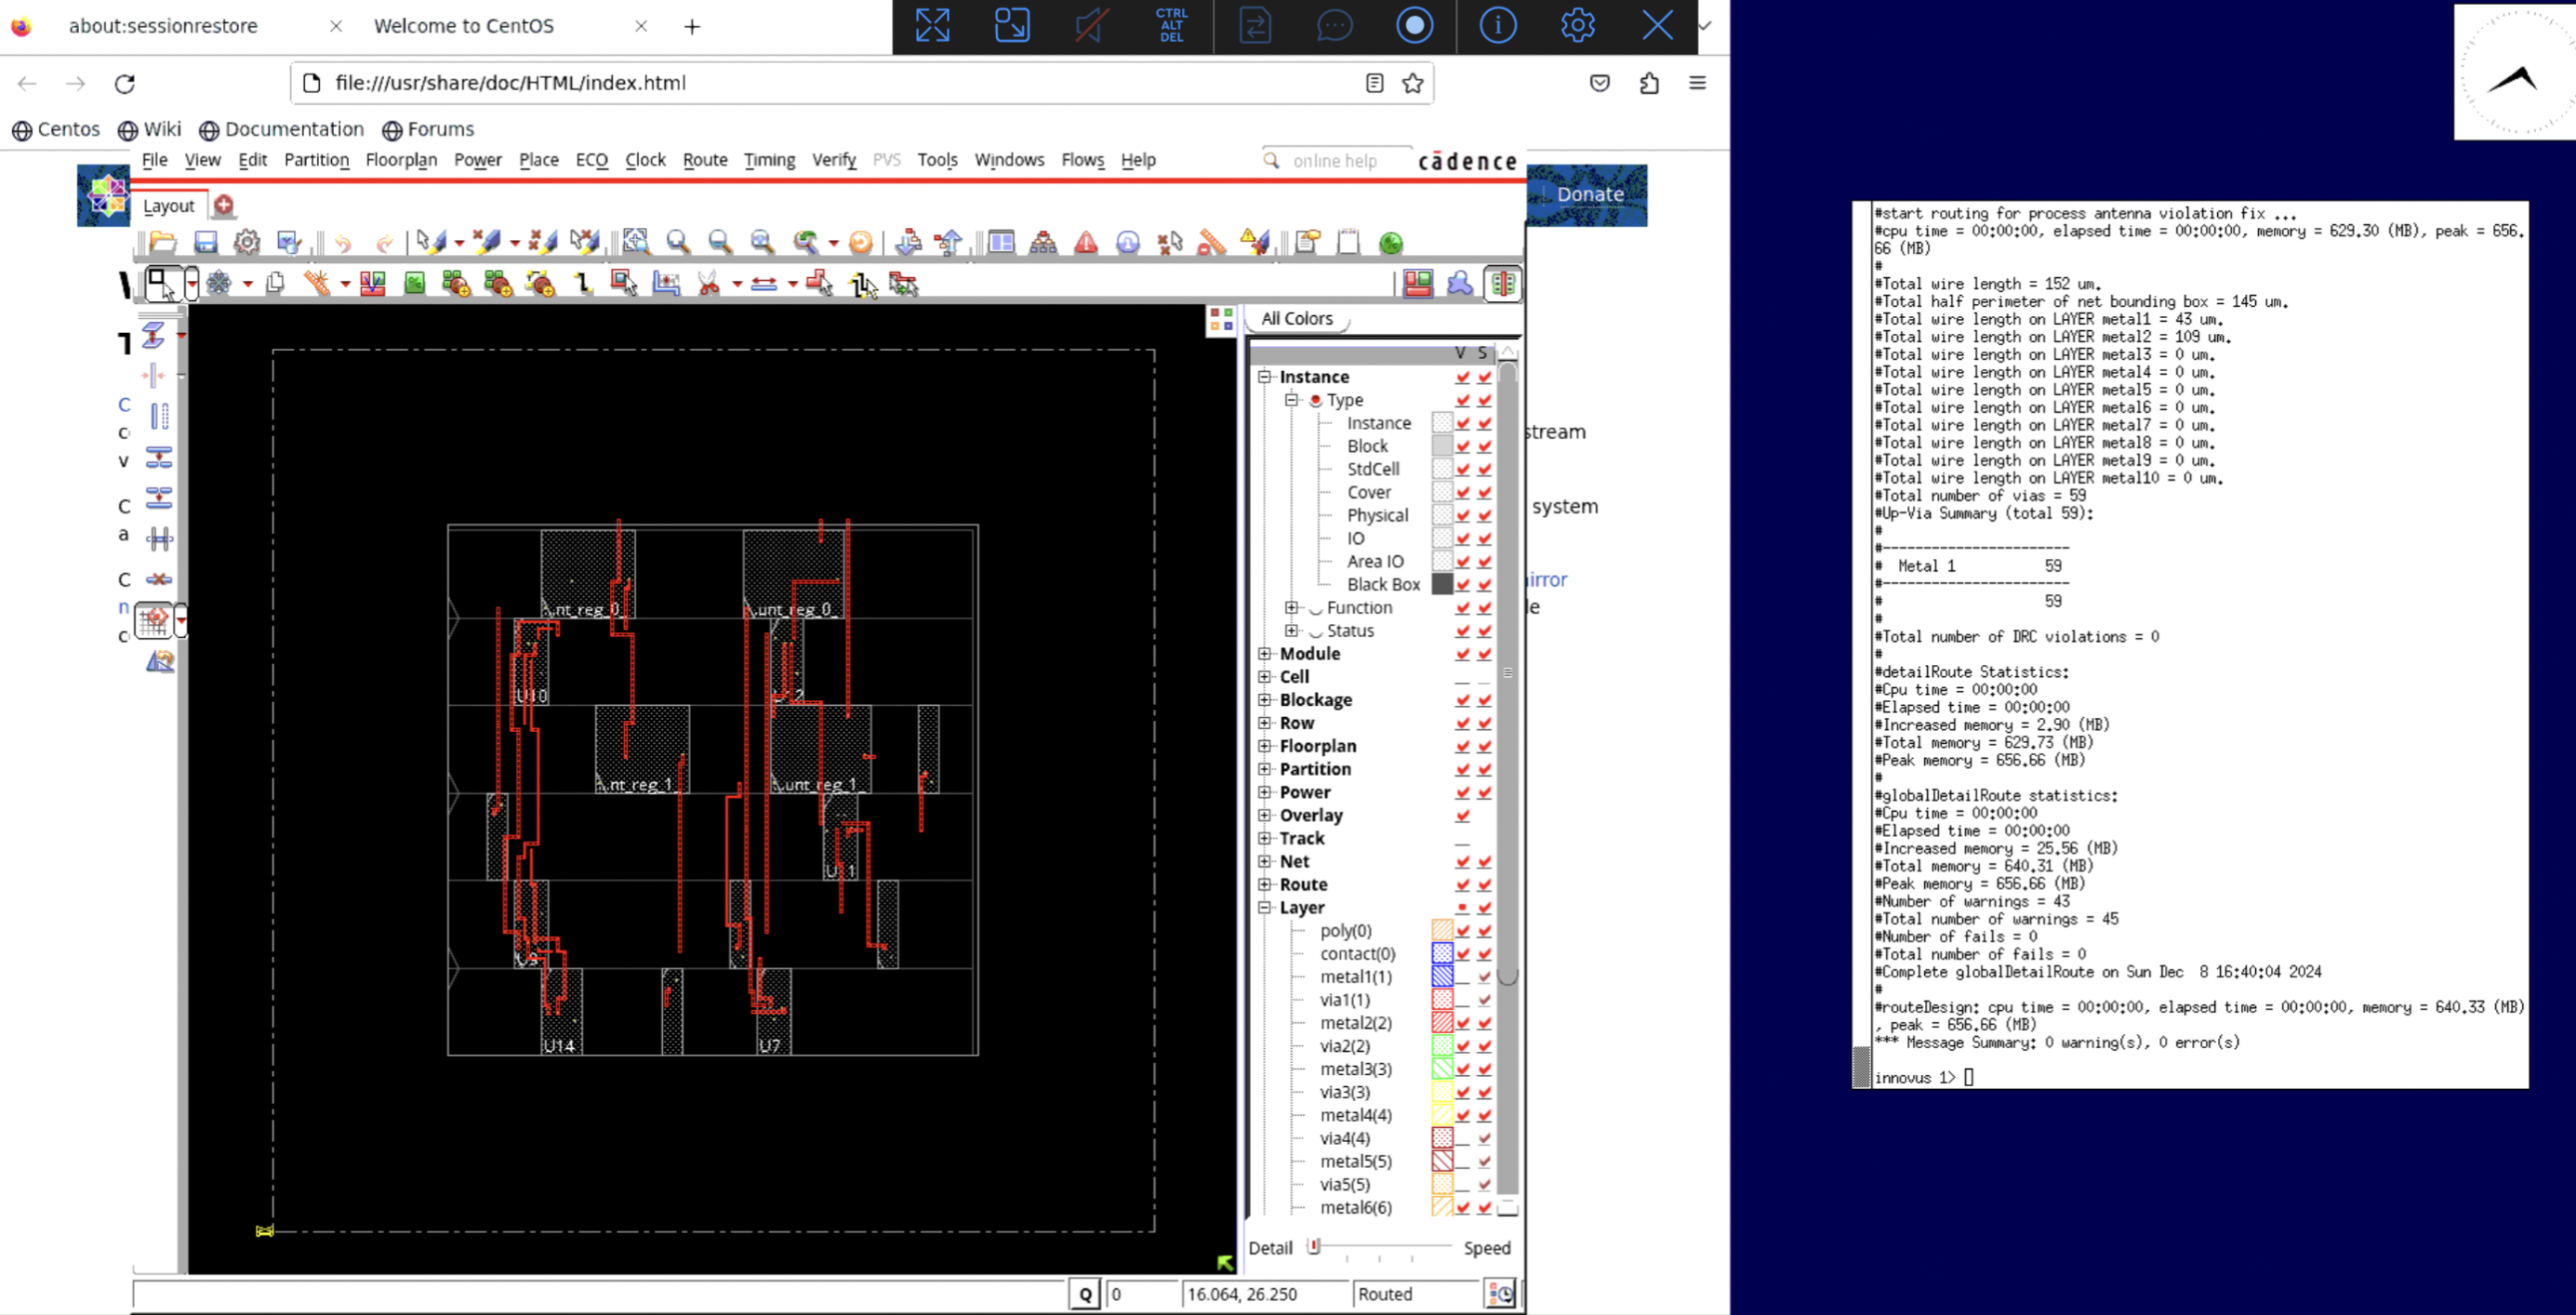 about:sessionrestore
Welcome to CentOS
CTRL
ALT
DEL
file:///usr/share/doc/HTML/index.html
Centos
Wiki
Documentation
Forums
File View Edit Partition Floorplan Power Place ECO Clock Route Timing Verify PVS Tools Windows Flows Help
online help
cādence
Donate
Layout
All Colors
V S
Instance
Type
Instance
Block
StdCell
Cover
Physical
IO
Area IO
Black Box
Function
Status
Module
Cell
Blockage
Row
Floorplan
Partition
Power
Overlay
Track
Net
Route
Layer
poly(0)
contact(0)
metal1(1)
via1(1)
metal2(2)
via2(2)
metal3(3)
via3(3)
metal4(4)
via4(4)
metal5(5)
via5(5)
metal6(6)
Detail
Speed
nt_reg_0_
unt_reg_0_
U10
nt_reg_1_
unt_reg_1_
U14
U7
stream
system
Q
0
16.064, 26.250
Routed
#start routing for process antenna violation fix ...
#cpu time = 00:00:00, elapsed time = 00:00:00, memory = 629.30 (MB), peak = 656.
66 (MB)
#
#Total wire length = 152 um.
#Total half perimeter of net bounding box = 145 um.
#Total wire length on LAYER metal1 = 43 um.
#Total wire length on LAYER metal2 = 109 um.
#Total wire length on LAYER metal3 = 0 um.
#Total wire length on LAYER metal4 = 0 um.
#Total wire length on LAYER metal5 = 0 um.
#Total wire length on LAYER metal6 = 0 um.
#Total wire length on LAYER metal7 = 0 um.
#Total wire length on LAYER metal8 = 0 um.
#Total wire length on LAYER metal9 = 0 um.
#Total wire length on LAYER metal10 = 0 um.
#Total number of vias = 59
#Up-Via Summary (total 59):
#
#-----------------------
# Metal 1 59
#-----------------------
# 59
#
#Total number of DRC violations = 0
#
#detailRoute Statistics:
#Cpu time = 00:00:00
#Elapsed time = 00:00:00
#Increased memory = 2.90 (MB)
#Total memory = 629.73 (MB)
#Peak memory = 656.66 (MB)
#
#globalDetailRoute statistics:
#Cpu time = 00:00:00
#Elapsed time = 00:00:00
#Increased memory = 25.56 (MB)
#Total memory = 640.31 (MB)
#Peak memory = 656.66 (MB)
#Number of warnings = 43
#Total number of warnings = 45
#Number of fails = 0
#Total number of fails = 0
#Complete globalDetailRoute on Sun Dec 8 16:40:04 2024
#
#routeDesign: cpu time = 00:00:00, elapsed time = 00:00:00, memory = 640.33 (MB)
, peak = 656.66 (MB)
*** Message Summary: 0 warning(s), 0 error(s)
innovus 1>